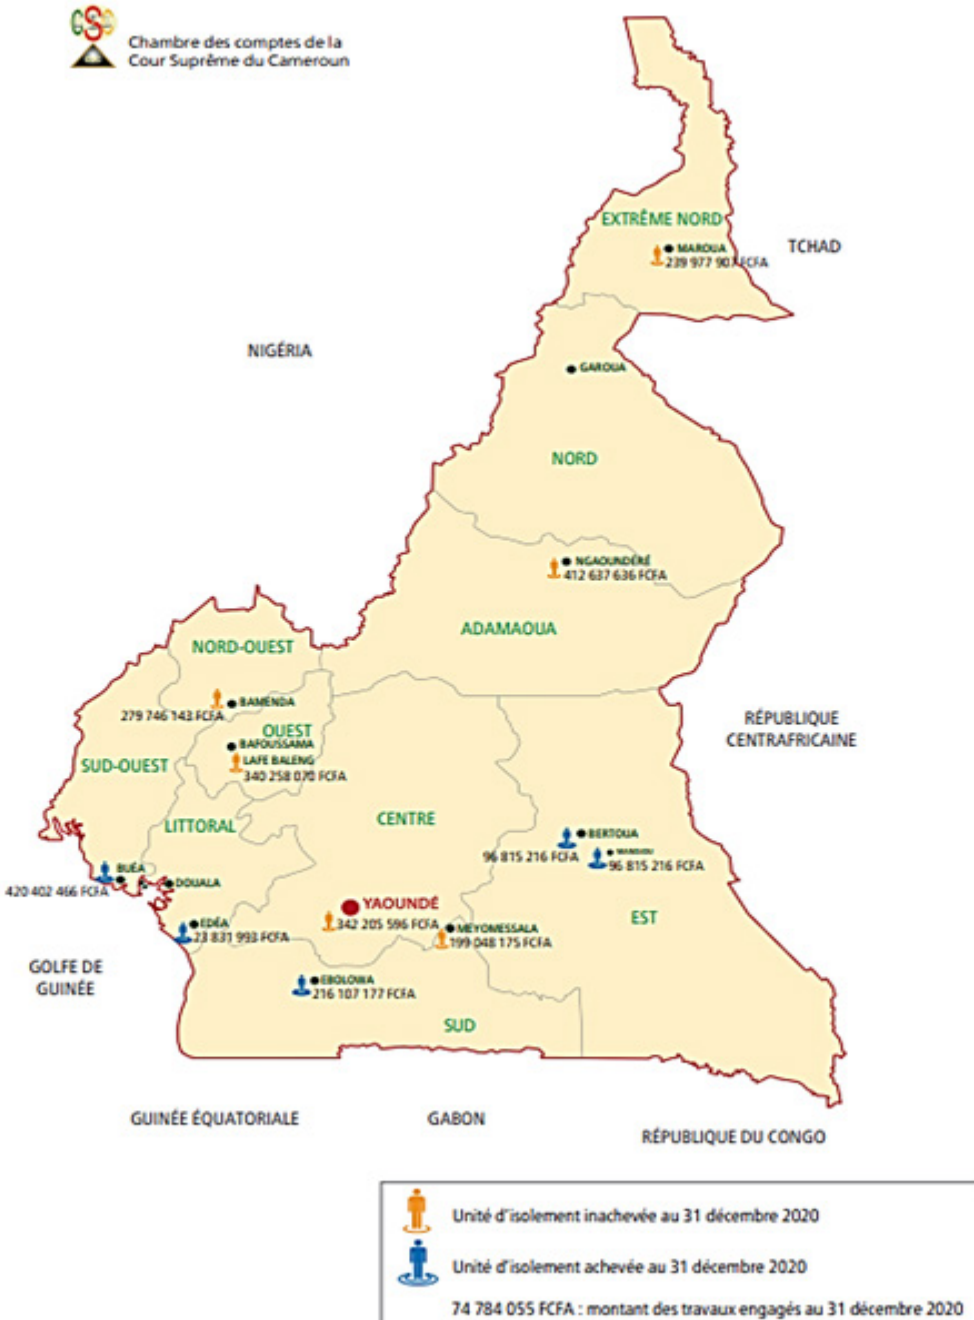 Chambre des comptes de la
Cour Suprême du Cameroun
EXTRÊME NORD
MAROUA
239 977 907 FCFA
TCHAD
NIGÉRIA
GAROUA
NORD
NGAOUNDÉRÉ
412 637 636 FCFA
ADAMAOUA
NORD-OUEST
BAMENDA
279 746 143 FCFA
OUEST
BAFOUSSAMA
LAFE BALENG
340 258 070 FCFA
SUD-OUEST
RÉPUBLIQUE
CENTRAFRICAINE
LITTORAL
CENTRE
BERTOUA
96 815 216 FCFA
96 815 216 FCFA
BUÉA
420 402 466 FCFA
DOUALA
YAOUNDÉ
342 205 596 FCFA
EDÉA
23 831 993 FCFA
MEYOMESSALA
199 048 175 FCFA
EST
GOLFE DE
GUINÉE
EBOLOWA
216 107 177 FCFA
SUD
GUINÉE ÉQUATORIALE
GABON
RÉPUBLIQUE DU CONGO
Unité d'isolement inachevée au 31 décembre 2020
Unité d'isolement achevée au 31 décembre 2020
74 784 055 FCFA : montant des travaux engagés au 31 décembre 2020